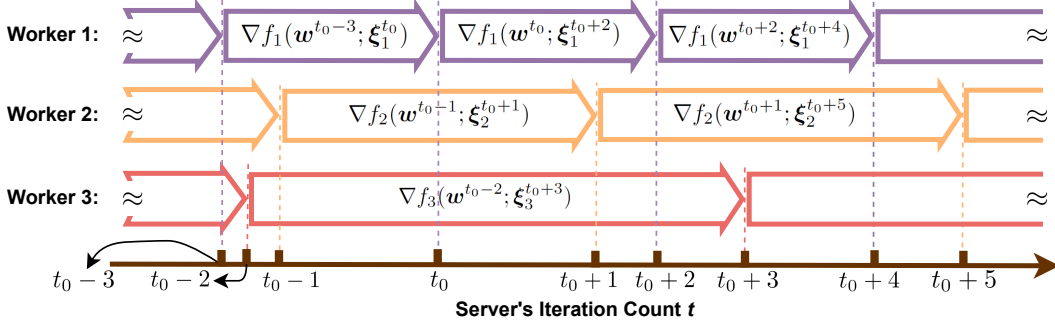 Worker 1: ≈ ∇f₁(w^{t₀−3}; ξ₁^{t₀}) ∇f₁(w^{t₀}; ξ₁^{t₀+2}) ∇f₁(w^{t₀+2}; ξ₁^{t₀+4}) ≈
Worker 2: ≈ ∇f₂(w^{t₀−1}; ξ₂^{t₀+1}) ∇f₂(w^{t₀+1}; ξ₂^{t₀+5}) ≈
Worker 3: ≈ ∇f₃(w^{t₀−2}; ξ₃^{t₀+3}) ≈
t₀ − 3 t₀ − 2 t₀ − 1 t₀ t₀ + 1 t₀ + 2 t₀ + 3 t₀ + 4 t₀ + 5
Server's Iteration Count t